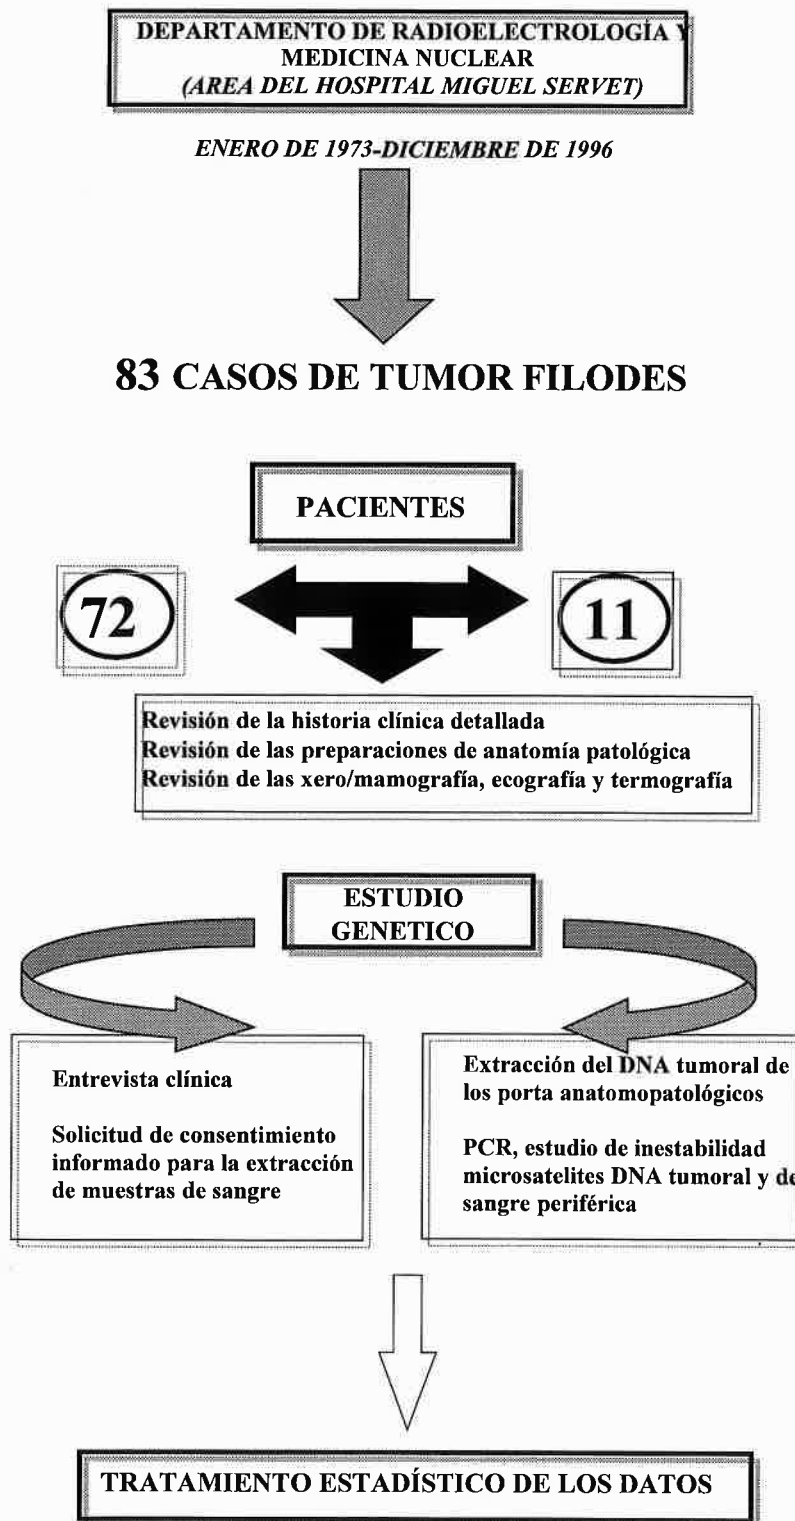 DEPARTAMENTO DE RADIOELECTROLOGÍA Y
MEDICINA NUCLEAR
(AREA DEL HOSPITAL MIGUEL SERVET)
ENERO DE 1973-DICIEMBRE DE 1996
83 CASOS DE TUMOR FILODES
PACIENTES
72
11
Revisión de la historia clínica detallada
Revisión de las preparaciones de anatomía patológica
Revisión de las xero/mamografía, ecografía y termografía
ESTUDIO
GENETICO
Entrevista clínica
Solicitud de consentimiento
informado para la extracción
de muestras de sangre
Extracción del DNA tumoral de
los porta anatomopatológicos
PCR, estudio de inestabilidad
microsatelites DNA tumoral y de
sangre periférica
TRATAMIENTO ESTADÍSTICO DE LOS DATOS